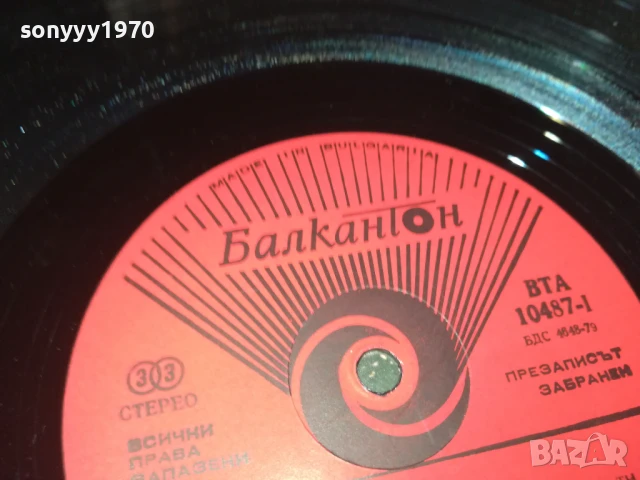 sonyyy1970
MADE IN BULGARIA
Балкантон
ВТА
10487-1
БДС 4648-79
ПРЕЗАПИСЪТ
ЗАБРАНЕН
33
СТЕРЕО
ВСИЧКИ
ПРАВА
ЗАПАЗЕНИ
BAZAR